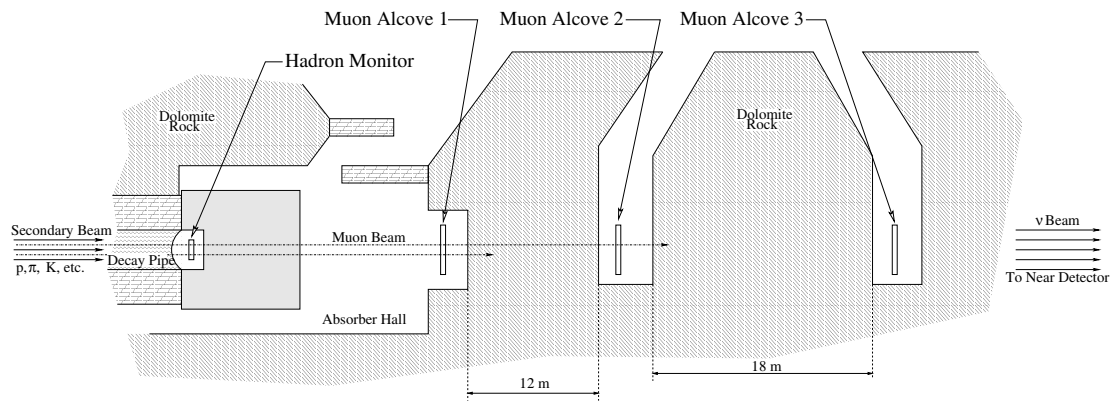 Muon Alcove 1
Muon Alcove 2
Muon Alcove 3
Hadron Monitor
Dolomite
Rock
Dolomite
Rock
Secondary Beam
p,π, K, etc.
Decay Pipe
Muon Beam
ν Beam
To Near Detector
Absorber Hall
12 m
18 m